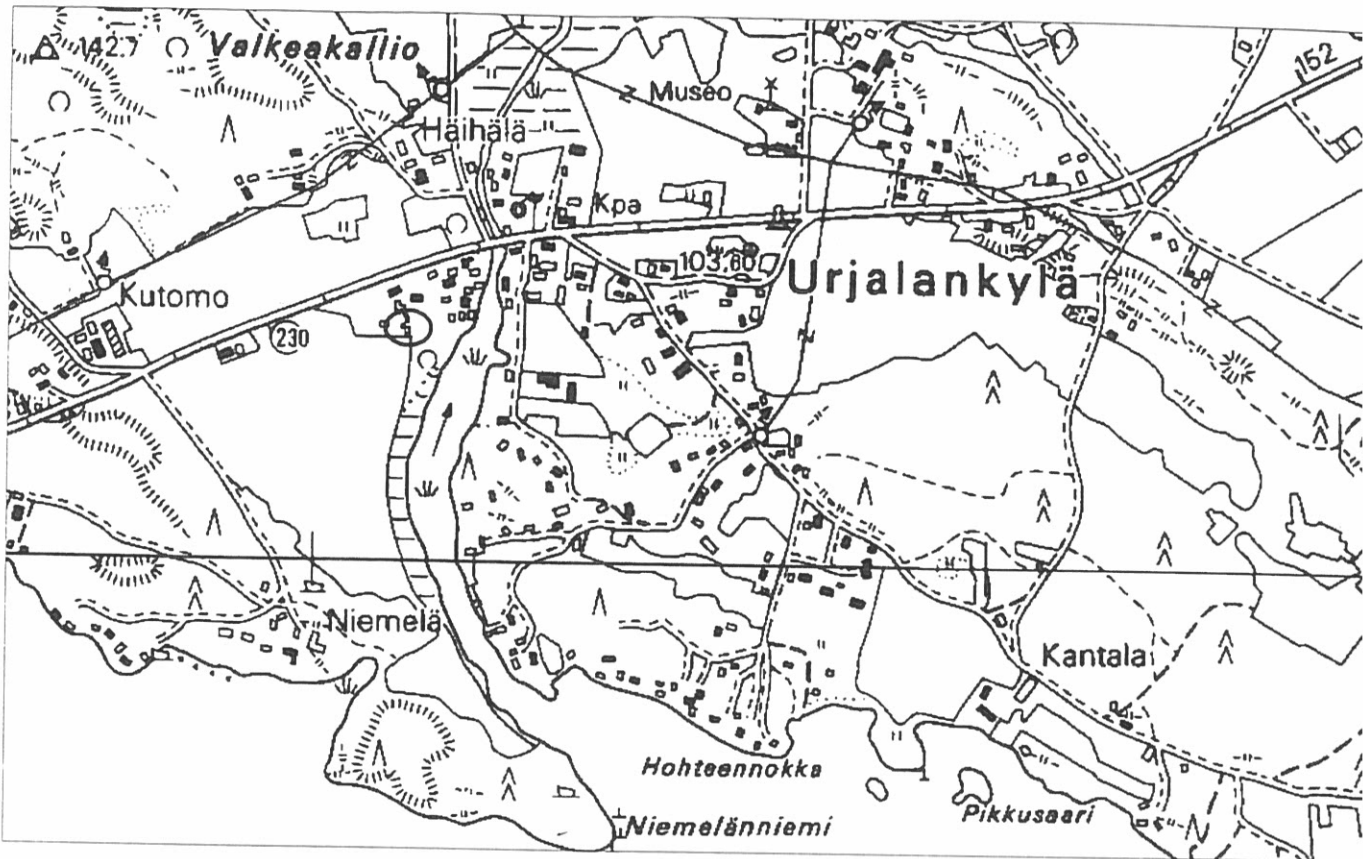 142.7
Valkeakallio
152
Museo
Häihälä
Kpa
103.60
Urjalankylä
Kutomo
230
Niemelä
Kantala
Hohteennokka
Pikkusaari
Niemelänniemi